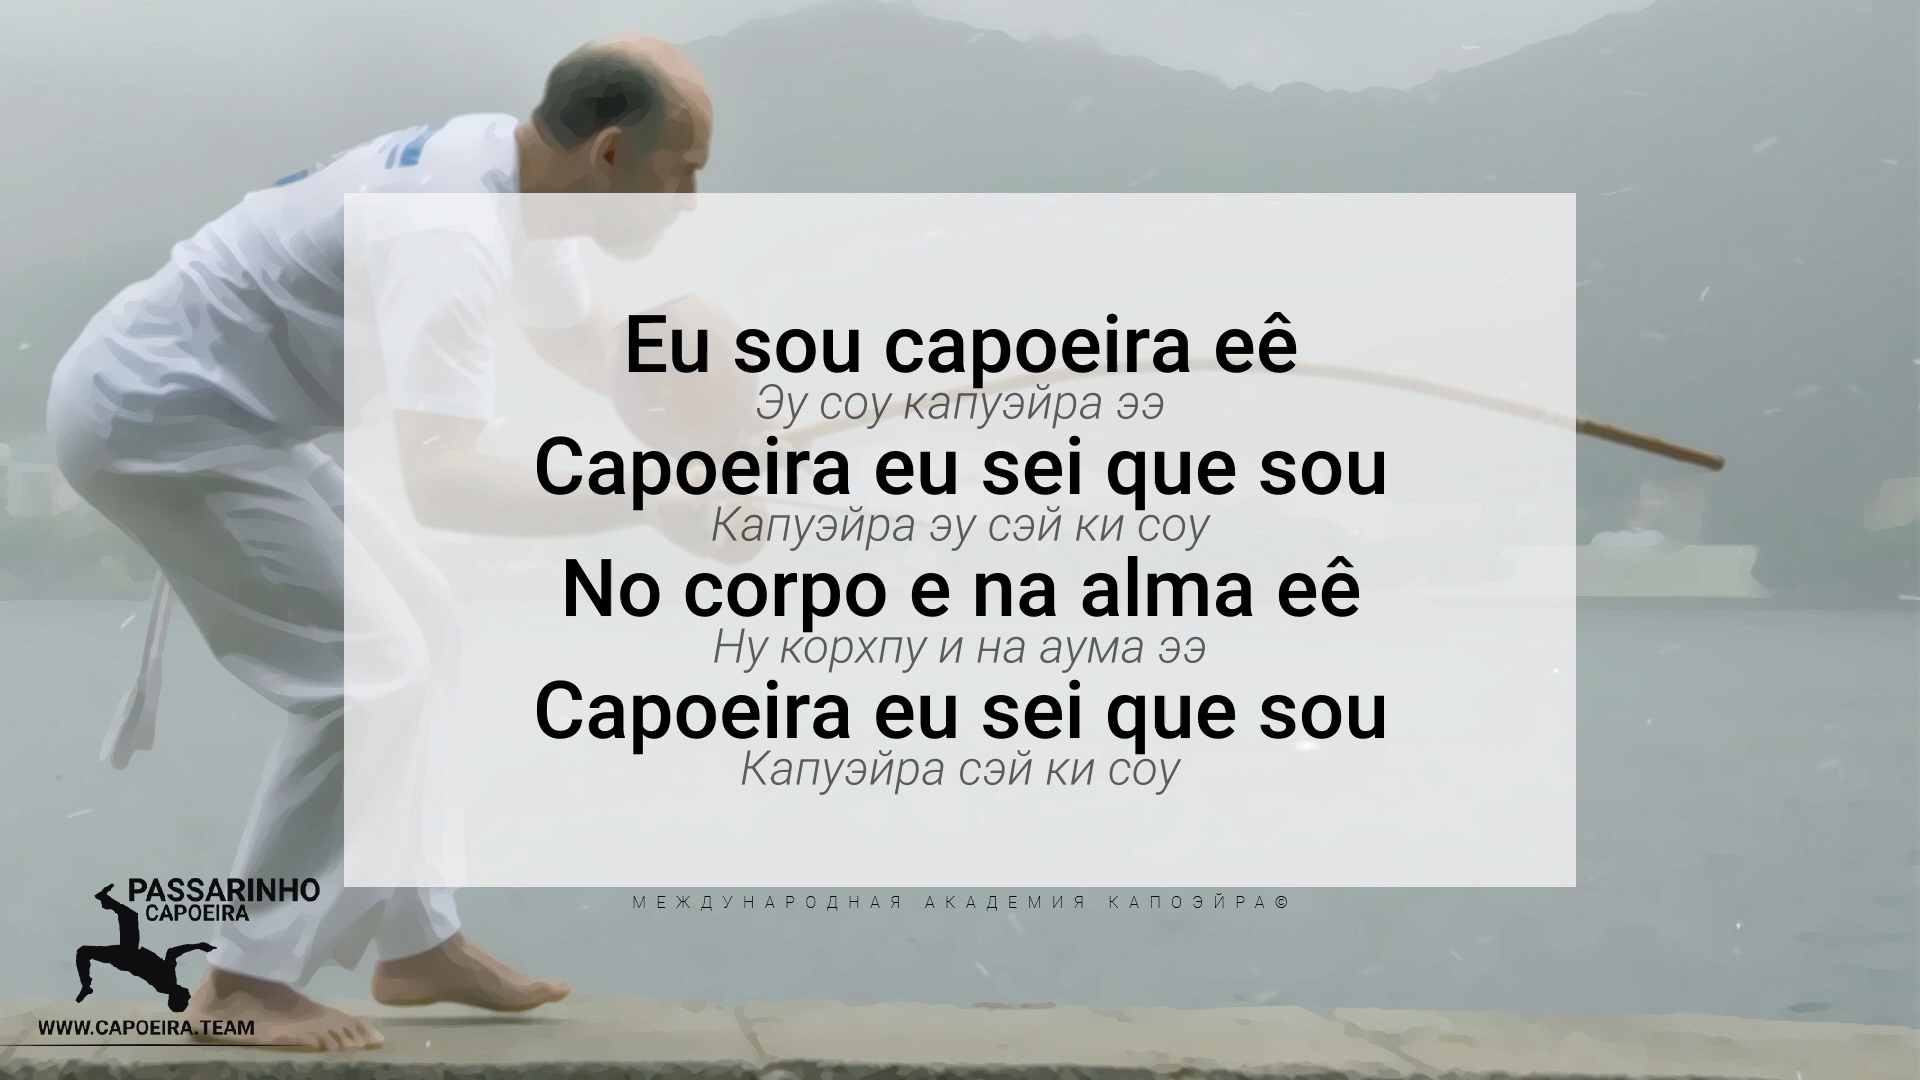 Eu sou capoeira eê
Эу соу капуэйра ээ
Capoeira eu sei que sou
Капуэйра эу сэй ки соу
No corpo e na alma eê
Ну корхпу и на аума ээ
Capoeira eu sei que sou
Капуэйра сэй ки соу
МЕЖДУНАРОДНАЯ АКАДЕМИЯ КАПОЭЙРА©
PASSARINHO
CAPOEIRA
WWW.CAPOEIRA.TEAM